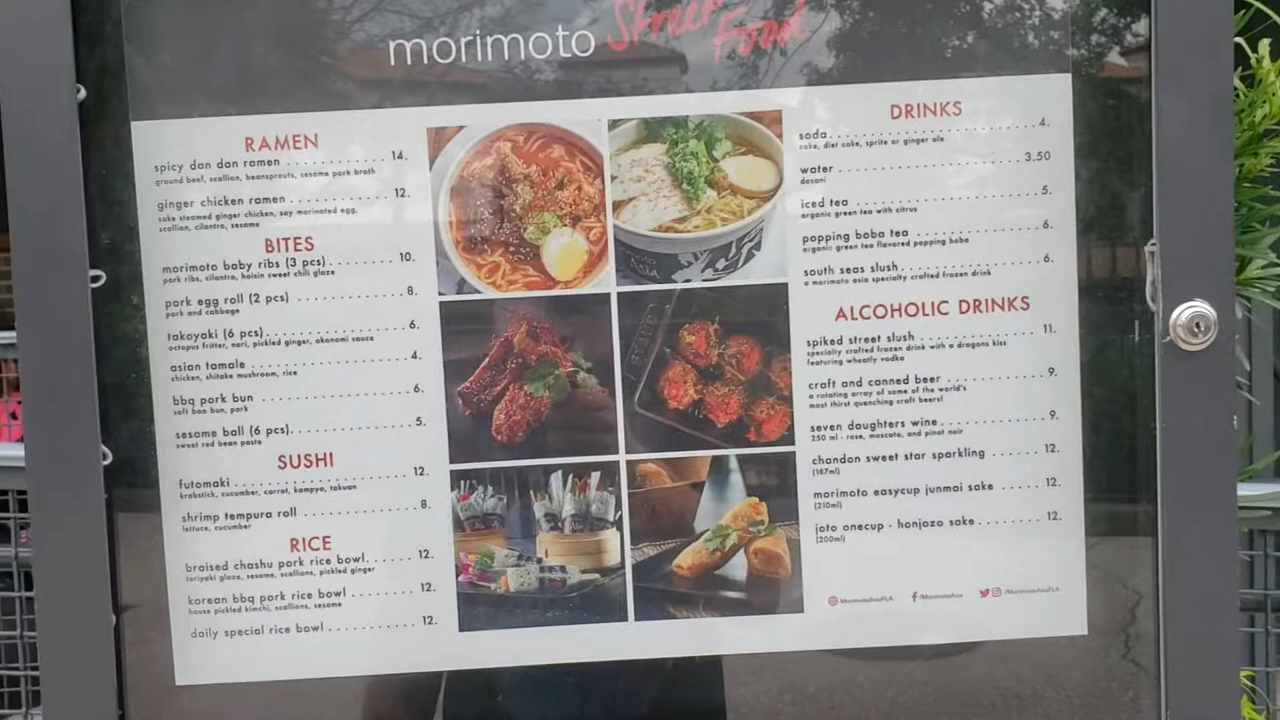 morimoto Street Food
RAMEN
spicy dan dan ramen . . . . . . . . . . . . . 14.
ground beef, scallion, beansprouts, sesame pork broth
ginger chicken ramen . . . . . . . . . . . . 12.
sake steamed ginger chicken, soy marinated egg,
scallion, cilantro, sesame
BITES
morimoto baby ribs (3 pcs) . . . . . . . . . 10.
pork ribs, cilantro, hoisin sweet chili glaze
pork egg roll (2 pcs) . . . . . . . . . . . . 8.
pork and cabbage
takoyaki (6 pcs) . . . . . . . . . . . . . . . 6.
octopus fritter, nori, pickled ginger, okonomi sauce
asian tamale . . . . . . . . . . . . . . . . . 4.
chicken, shitake mushroom, rice
bbq pork bun . . . . . . . . . . . . . . . . . 6.
soft bao bun, pork
sesame ball (6 pcs) . . . . . . . . . . . . . 5.
sweet red bean paste
SUSHI
futomaki . . . . . . . . . . . . . . . . . . . 12.
krabstick, cucumber, carrot, kampyo, takuan
shrimp tempura roll . . . . . . . . . . . . . 8.
lettuce, cucumber
RICE
braised chashu pork rice bowl. . . . . . . 12.
teriyaki glaze, sesame, scallions, pickled ginger
korean bbq pork rice bowl . . . . . . . . . 12.
house pickled kimchi, scallions, sesame
daily special rice bowl . . . . . . . . . . . 12.
DRINKS
soda . . . . . . . . . . . . . . . . . . . . . 4.
coke, diet coke, sprite or ginger ale
water . . . . . . . . . . . . . . . . . . . . 3.50
dasani
iced tea . . . . . . . . . . . . . . . . . . . 5.
organic green tea with citrus
popping boba tea . . . . . . . . . . . . . . 6.
organic green tea flavored popping boba
south seas slush . . . . . . . . . . . . . . . 6.
a morimoto asia specialty crafted frozen drink
ALCOHOLIC DRINKS
spiked street slush . . . . . . . . . . . . . 11.
specialty crafted frozen drink with a dragons kiss
featuring wheatly vodka
craft and canned beer . . . . . . . . . . . 9.
a rotating array of some of the world's
most thirst quenching craft beers!
seven daughters wine . . . . . . . . . . . . 9.
250 ml - rose, moscato, and pinot noir
chandon sweet star sparkling . . . . . . 12.
(187ml)
morimoto easycup junmai sake . . . . . . 12.
(210ml)
joto onecup - honjozo sake . . . . . . . . 12.
(200ml)
MorimotoAsiaFLA
/MorimotoAsia
/MorimotoAsiaFLA